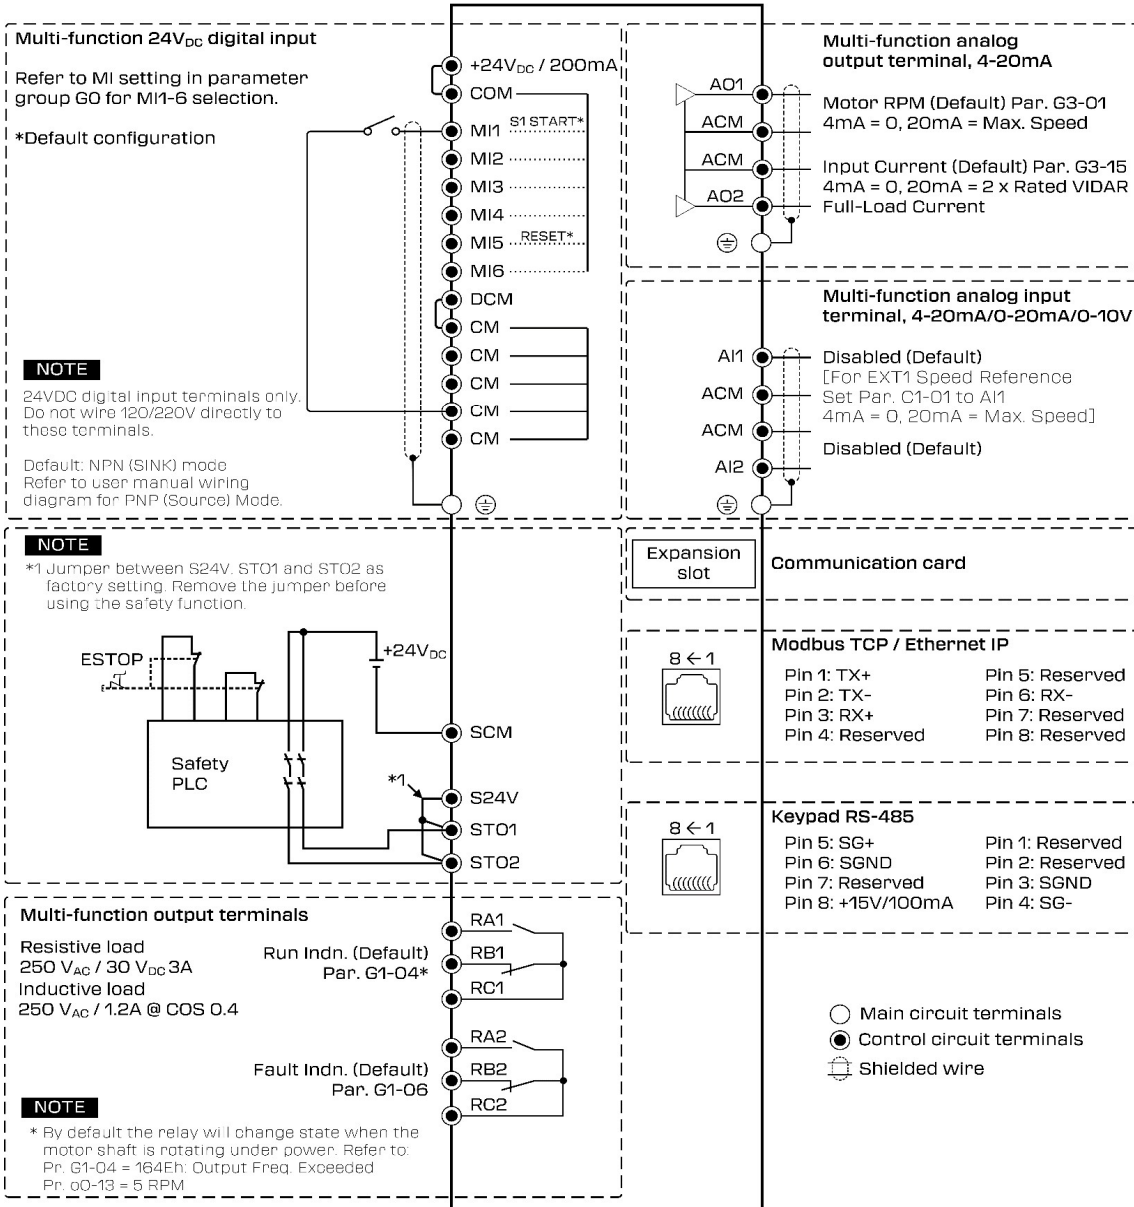 Multi-function 24VDC digital input
Refer to MI setting in parameter
group G0 for MI1-6 selection.
*Default configuration
+24VDC / 200mA
COM
MI1 S1 START*
MI2
MI3
MI4
MI5 RESET*
MI6
DCM
CM
CM
CM
CM
CM
NOTE
24VDC digital input terminals only.
Do not wire 120/220V directly to
these terminals.
Default: NPN (SINK) mode
Refer to user manual wiring
diagram for PNP (Source) Mode.
Multi-function analog
output terminal, 4-20mA
AO1
ACM
ACM
AO2
Motor RPM (Default) Par. G3-01
4mA = 0, 20mA = Max. Speed
Input Current (Default) Par. G3-15
4mA = 0, 20mA = 2 x Rated VIDAR
Full-Load Current
Multi-function analog input
terminal, 4-20mA/0-20mA/0-10V
AI1
ACM
ACM
AI2
Disabled (Default)
[For EXT1 Speed Reference
Set Par. C1-01 to AI1
4mA = 0, 20mA = Max. Speed]
Disabled (Default)
NOTE
*1 Jumper between S24V. STO1 and STO2 as
factory setting. Remove the jumper before
using the safety function.
ESTOP
+24VDC
Safety
PLC
SCM
*1
S24V
STO1
STO2
Expansion
slot
Communication card
Modbus TCP / Ethernet IP
8 ← 1
Pin 1: TX+
Pin 2: TX-
Pin 3: RX+
Pin 4: Reserved
Pin 5: Reserved
Pin 6: RX-
Pin 7: Reserved
Pin 8: Reserved
Keypad RS-485
8 ← 1
Pin 5: SG+
Pin 6: SGND
Pin 7: Reserved
Pin 8: +15V/100mA
Pin 1: Reserved
Pin 2: Reserved
Pin 3: SGND
Pin 4: SG-
Multi-function output terminals
Resistive load
250 VAC / 30 VDC 3A
Inductive load
250 VAC / 1.2A @ COS 0.4
Run Indn. (Default)
Par. G1-04*
RA1
RB1
RC1
Fault Indn. (Default)
Par. G1-06
RA2
RB2
RC2
NOTE
* By default the relay will change state when the
motor shaft is rotating under power. Refer to:
Pr. G1-04 = 164Eh: Output Freq. Exceeded
Pr. o0-13 = 5 RPM
Main circuit terminals
Control circuit terminals
Shielded wire